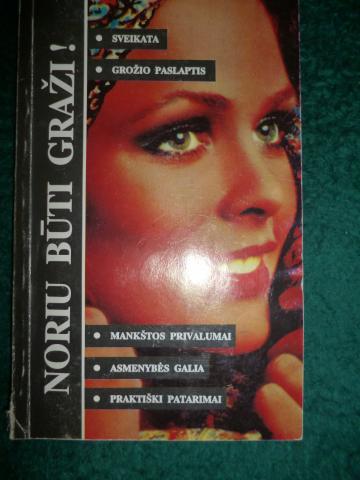 NORIU BŪTI GRAŽI!
• SVEIKATA
• GROŽIO PASLAPTIS
• MANKŠTOS PRIVALUMAI
• ASMENYBĖS GALIA
• PRAKTIŠKI PATARIMAI